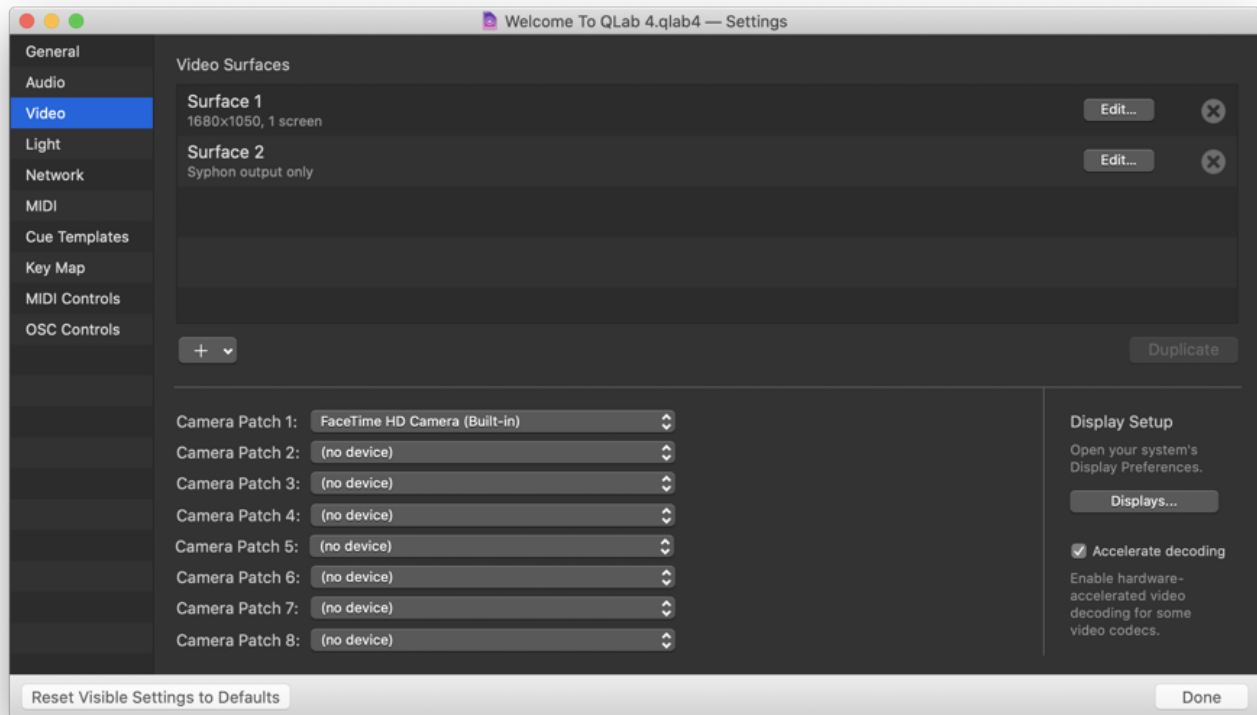 Welcome To QLab 4.qlab4 — Settings
General
Audio
Video
Light
Network
MIDI
Cue Templates
Key Map
MIDI Controls
OSC Controls
Video Surfaces
Surface 1
1680x1050, 1 screen
Edit...
Surface 2
Syphon output only
Edit...
+
Duplicate
Camera Patch 1: FaceTime HD Camera (Built-in)
Camera Patch 2: (no device)
Camera Patch 3: (no device)
Camera Patch 4: (no device)
Camera Patch 5: (no device)
Camera Patch 6: (no device)
Camera Patch 7: (no device)
Camera Patch 8: (no device)
Display Setup
Open your system's
Display Preferences.
Displays...
Accelerate decoding
Enable hardware-
accelerated video
decoding for some
video codecs.
Reset Visible Settings to Defaults
Done